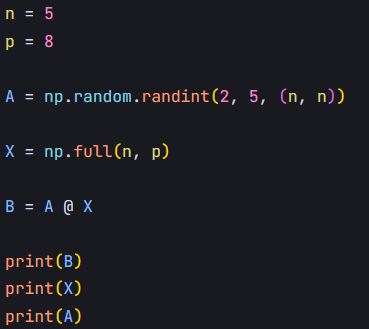 n = 5
p = 8
A = np.random.randint(2, 5, (n, n))
X = np.full(n, p)
B = A @ X
print(B)
print(X)
print(A)